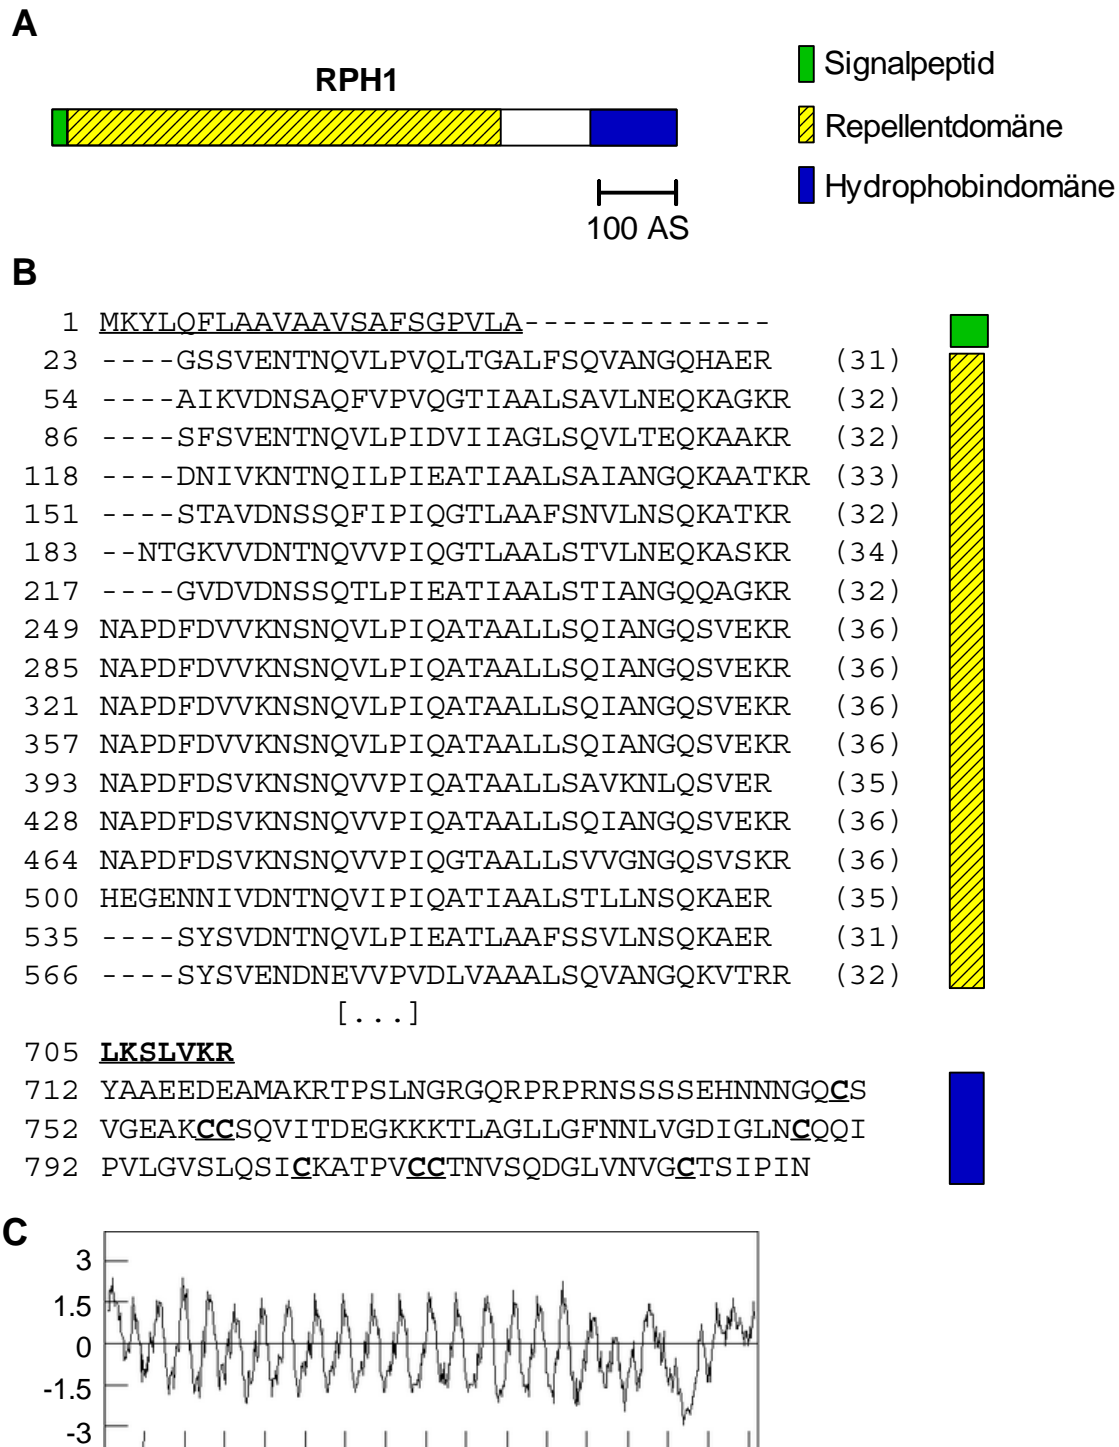 A
RPH1
Signalpeptid
Repellentdomäne
Hydrophobindomäne
100 AS
B
1 MKYLQFLAAVAAVSAFSGPVLA-------------
23 ----GSSVENTNQVLPVQLTGALFSQVANGQHAER (31)
54 ----AIKVDNSAQFVPVQGTIAALSAVLNEQKAGKR (32)
86 ----SFSVENTNQVLPIDVIIAGLSQVLTEQKAAKR (32)
118 ----DNIVKNTNQILPIEATIAALSAIANGQKAATKR (33)
151 ----STAVDNSSQFIPIQGTLAAFSNVLNSQKATKR (32)
183 --NTGKVVDNTNQVVPIQGTLAALSTVLNEQKASKR (34)
217 ----GVDVDNSSQTLPIEATIAALSTIANGQQAGKR (32)
249 NAPDFDVVKNSNQVLPIQATAALLSQIANGQSVEKR (36)
285 NAPDFDVVKNSNQVLPIQATAALLSQIANGQSVEKR (36)
321 NAPDFDVVKNSNQVLPIQATAALLSQIANGQSVEKR (36)
357 NAPDFDVVKNSNQVLPIQATAALLSQIANGQSVEKR (36)
393 NAPDFDSVKNSNQVVPIQATAALLSAVKNLQSVER (35)
428 NAPDFDSVKNSNQVVPIQATAALLSQIANGQSVEKR (36)
464 NAPDFDSVKNSNQVVPIQGTAALLSVVGNGQSVSKR (36)
500 HEGENNIVDNTNQVIPIQATIAALSTLLNSQKAER (35)
535 ----SYSVDNTNQVLPIEATLAAFSSVLNSQKAER (31)
566 ----SYSVENDNEVVPVDLVAAALSQVANGQKVTRR (32)
[...]
705 LKSLVKR
712 YAAEEDEAMAKRTPSLNGRGQRPRPRNSSSSEHNNNGQCS
752 VGEAKCCSQVITDEGKKKTLAGLLGFNNLVGDIGLNCQQI
792 PVLGVSLQSICKATPVCCTNVSQDGLVNVGCTSIPIN
C
3
1.5
0
-1.5
-3